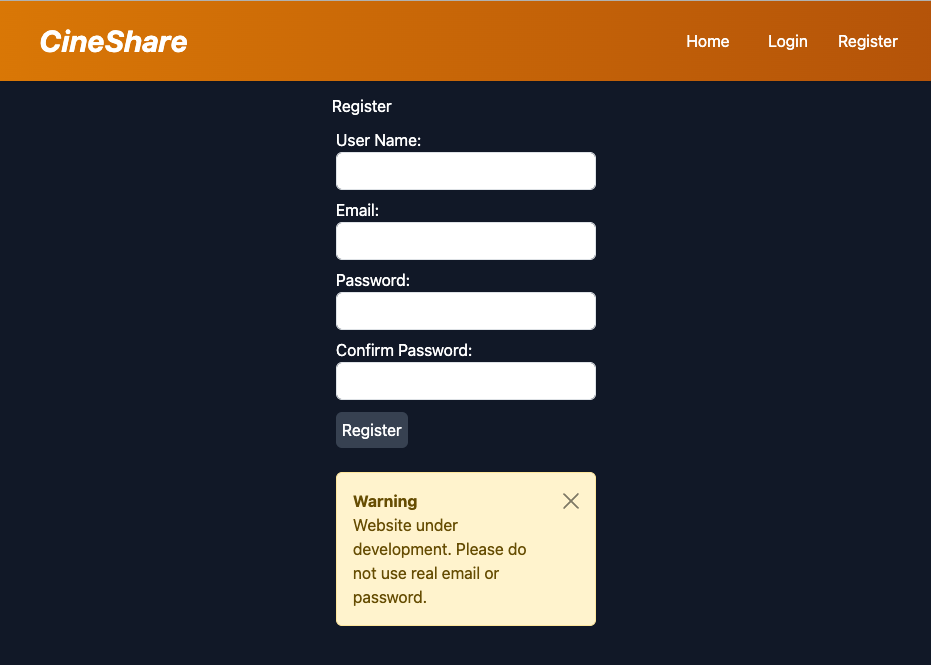 CineShare
Home Login Register
Register
User Name:
Email:
Password:
Confirm Password:
Register
Warning
Website under
development. Please do
not use real email or
password.